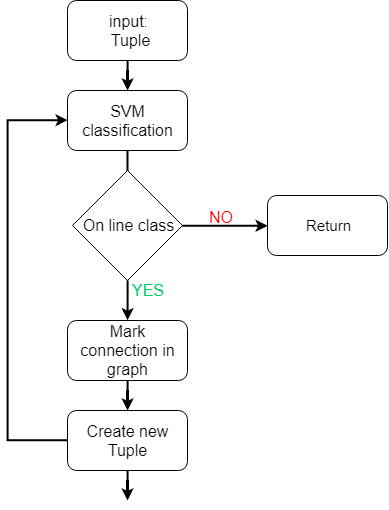 input:
Tuple
SVM
classification
On line class
NO
Return
YES
Mark
connection in
graph
Create new
Tuple